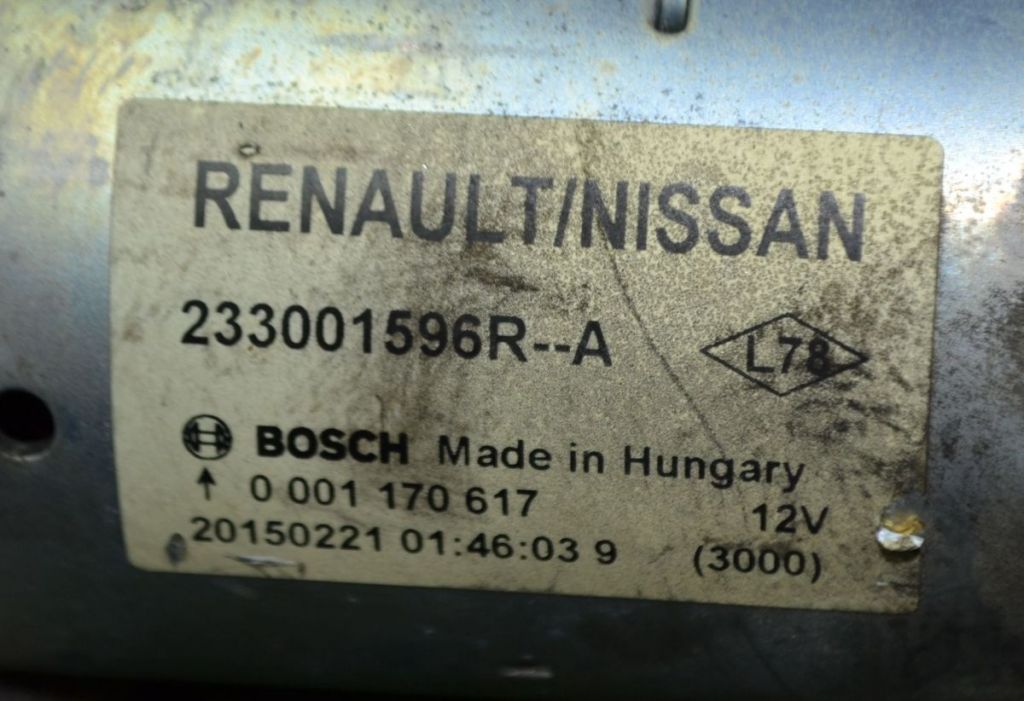 RENAULT/NISSAN
233001596R--A
L78
BOSCH Made in Hungary
0 001 170 617 12V
20150221 01:46:03 9 (3000)